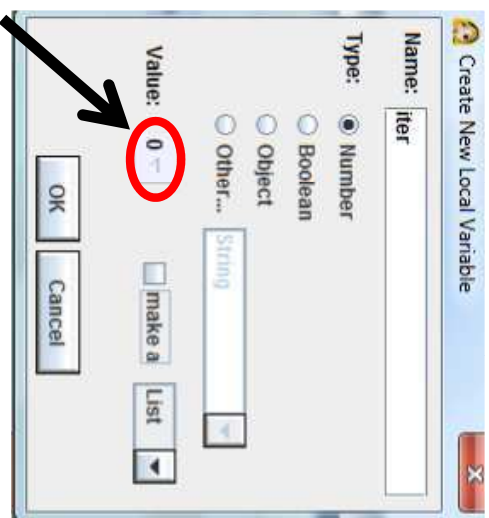 Create New Local Variable
Name: iter
Type: Number
Boolean
Object
Other... String
Value: 0 make a List
OK Cancel